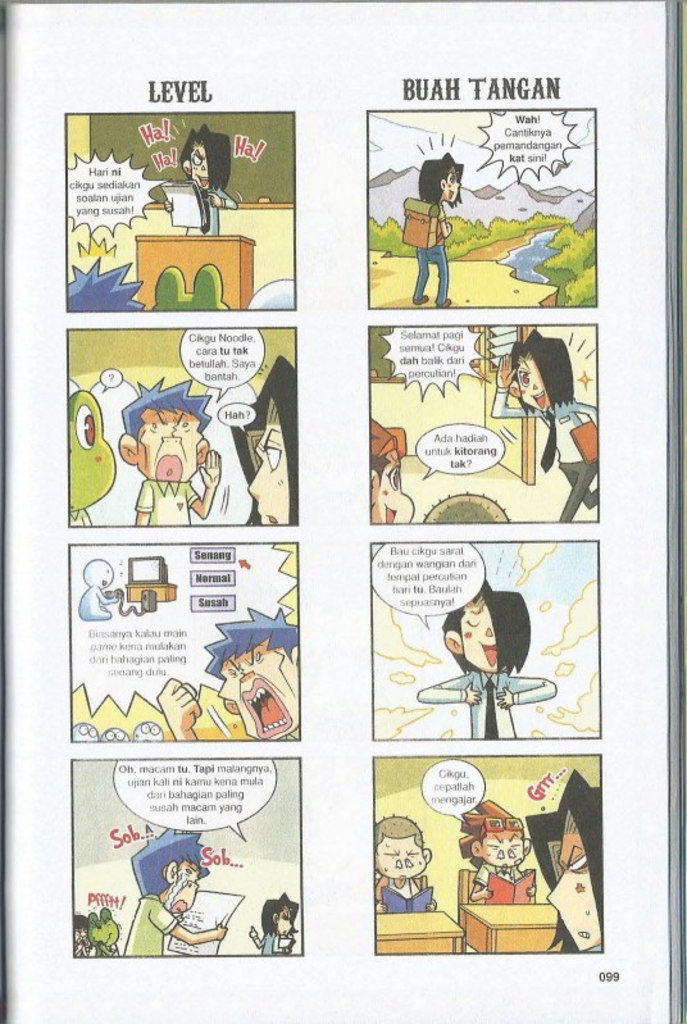 LEVEL
Ha!
Ha!
Ha!
Hari ni
cikgu sediakan
soalan ujian
yang susah!
Cikgu Noodle,
cara tu tak
betullah. Saya
bantah.
?
Hah?
Senang
Normal
Susah
Biasanya kalau main
game kena mulakan
dari bahagian paling
senang dulu.
Oh, macam tu. Tapi malangnya,
ujian kali ni kamu kena mula
dari bahagian paling
susah macam yang
lain.
Sob...
Sob...
Pffft!
BUAH TANGAN
Wah!
Cantiknya
pemandangan
kat sini!
Selamat pagi
semua! Cikgu
dah balik dari
percutian!
Ada hadiah
untuk kitorang
tak?
Bau cikgu sarat
dengan wangian dari
tempat percutian
hari tu. Baulah
sepuasnya!
Cikgu,
cepatlah
mengajar.
Grrr...
099